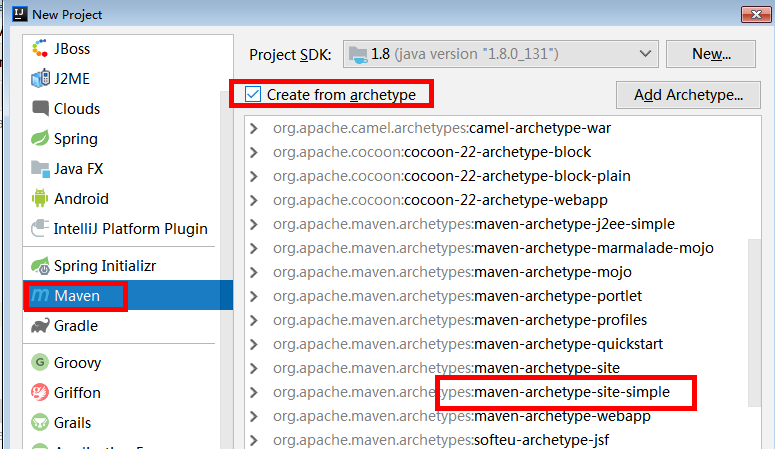 New Project
JBoss
J2ME
Clouds
Spring
Java FX
Android
IntelliJ Platform Plugin
Spring Initializr
Maven
Gradle
Groovy
Griffon
Grails
Project SDK: 1.8 (java version "1.8.0_131") New...
Create from archetype Add Archetype...
org.apache.camel.archetypes:camel-archetype-war
org.apache.cocoon:cocoon-22-archetype-block
org.apache.cocoon:cocoon-22-archetype-block-plain
org.apache.cocoon:cocoon-22-archetype-webapp
org.apache.maven.archetypes:maven-archetype-j2ee-simple
org.apache.maven.archetypes:maven-archetype-marmalade-mojo
org.apache.maven.archetypes:maven-archetype-mojo
org.apache.maven.archetypes:maven-archetype-portlet
org.apache.maven.archetypes:maven-archetype-profiles
org.apache.maven.archetypes:maven-archetype-quickstart
org.apache.maven.archetypes:maven-archetype-site
org.apache.maven.archetypes:maven-archetype-site-simple
org.apache.maven.archetypes:maven-archetype-webapp
org.apache.maven.archetypes:softeu-archetype-jsf